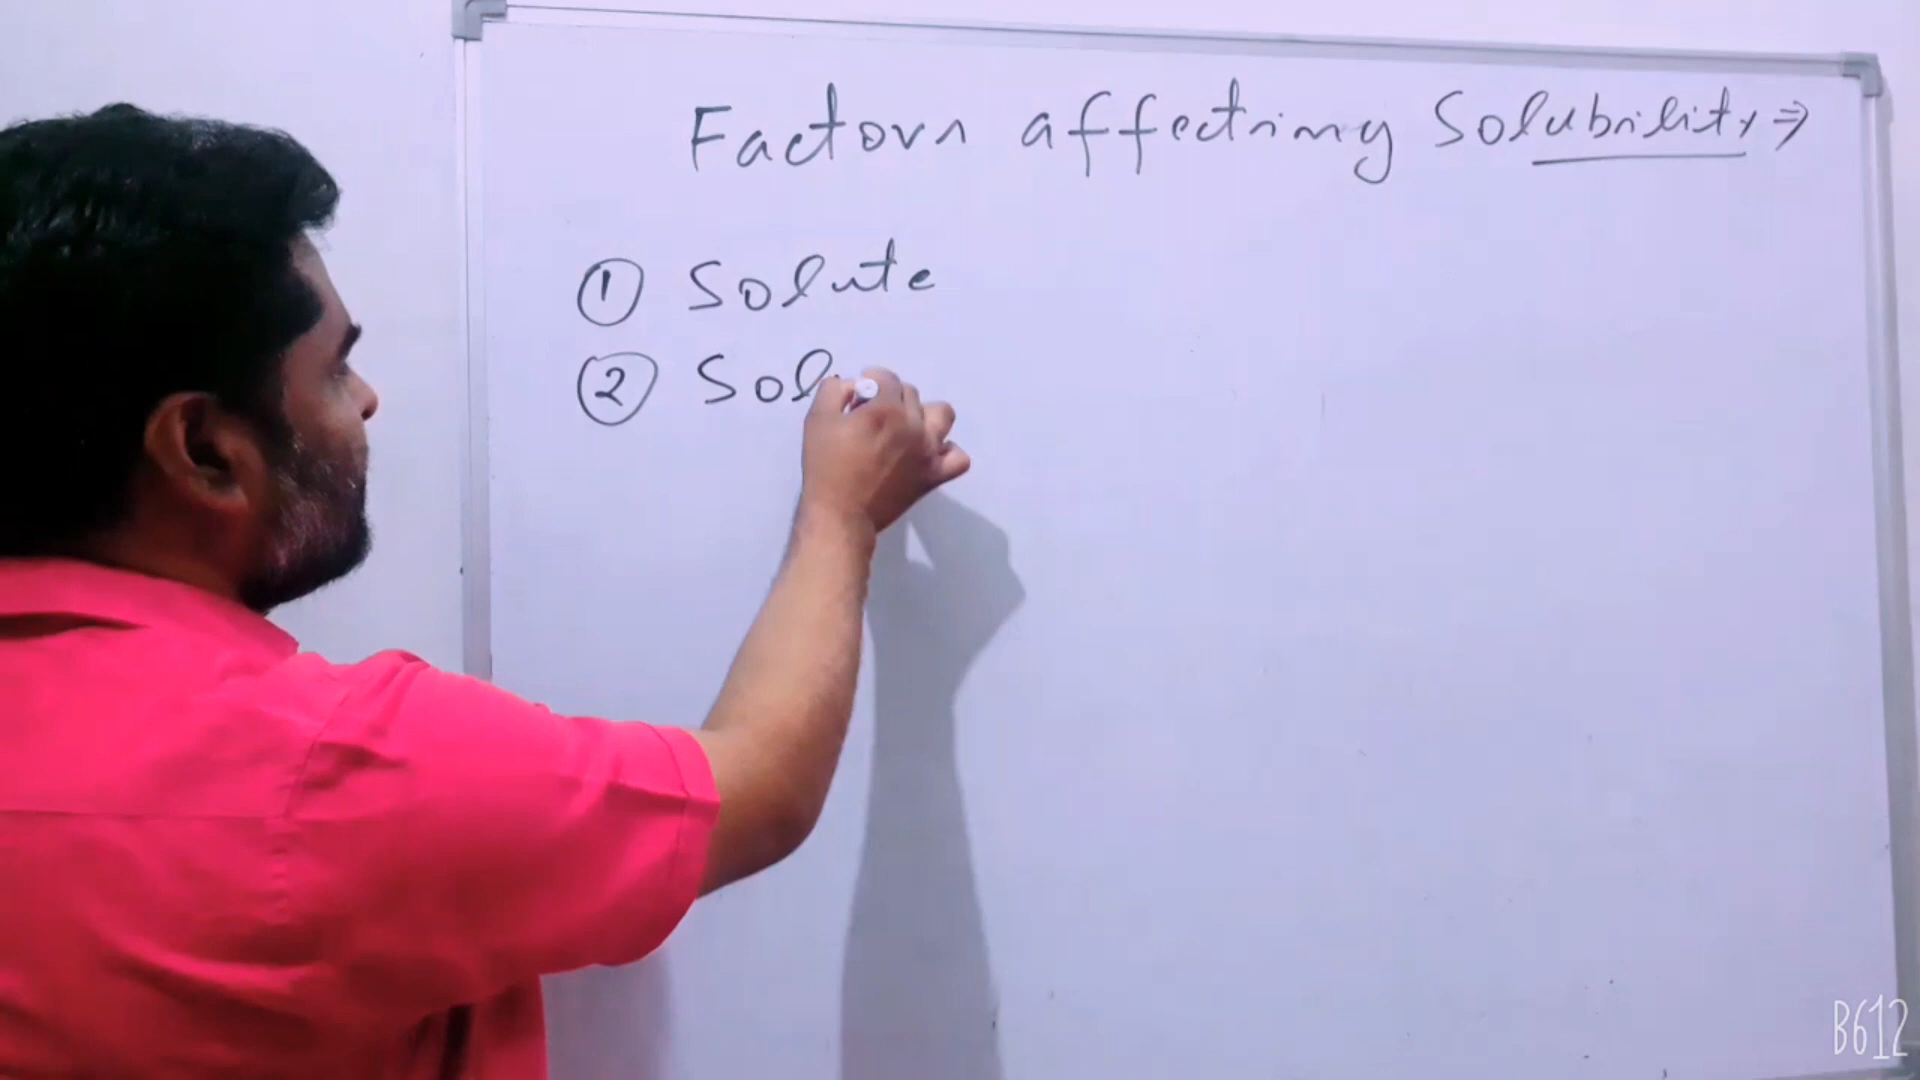 Factors affecting Solubility ⇒
① Solute
② Sol
B612